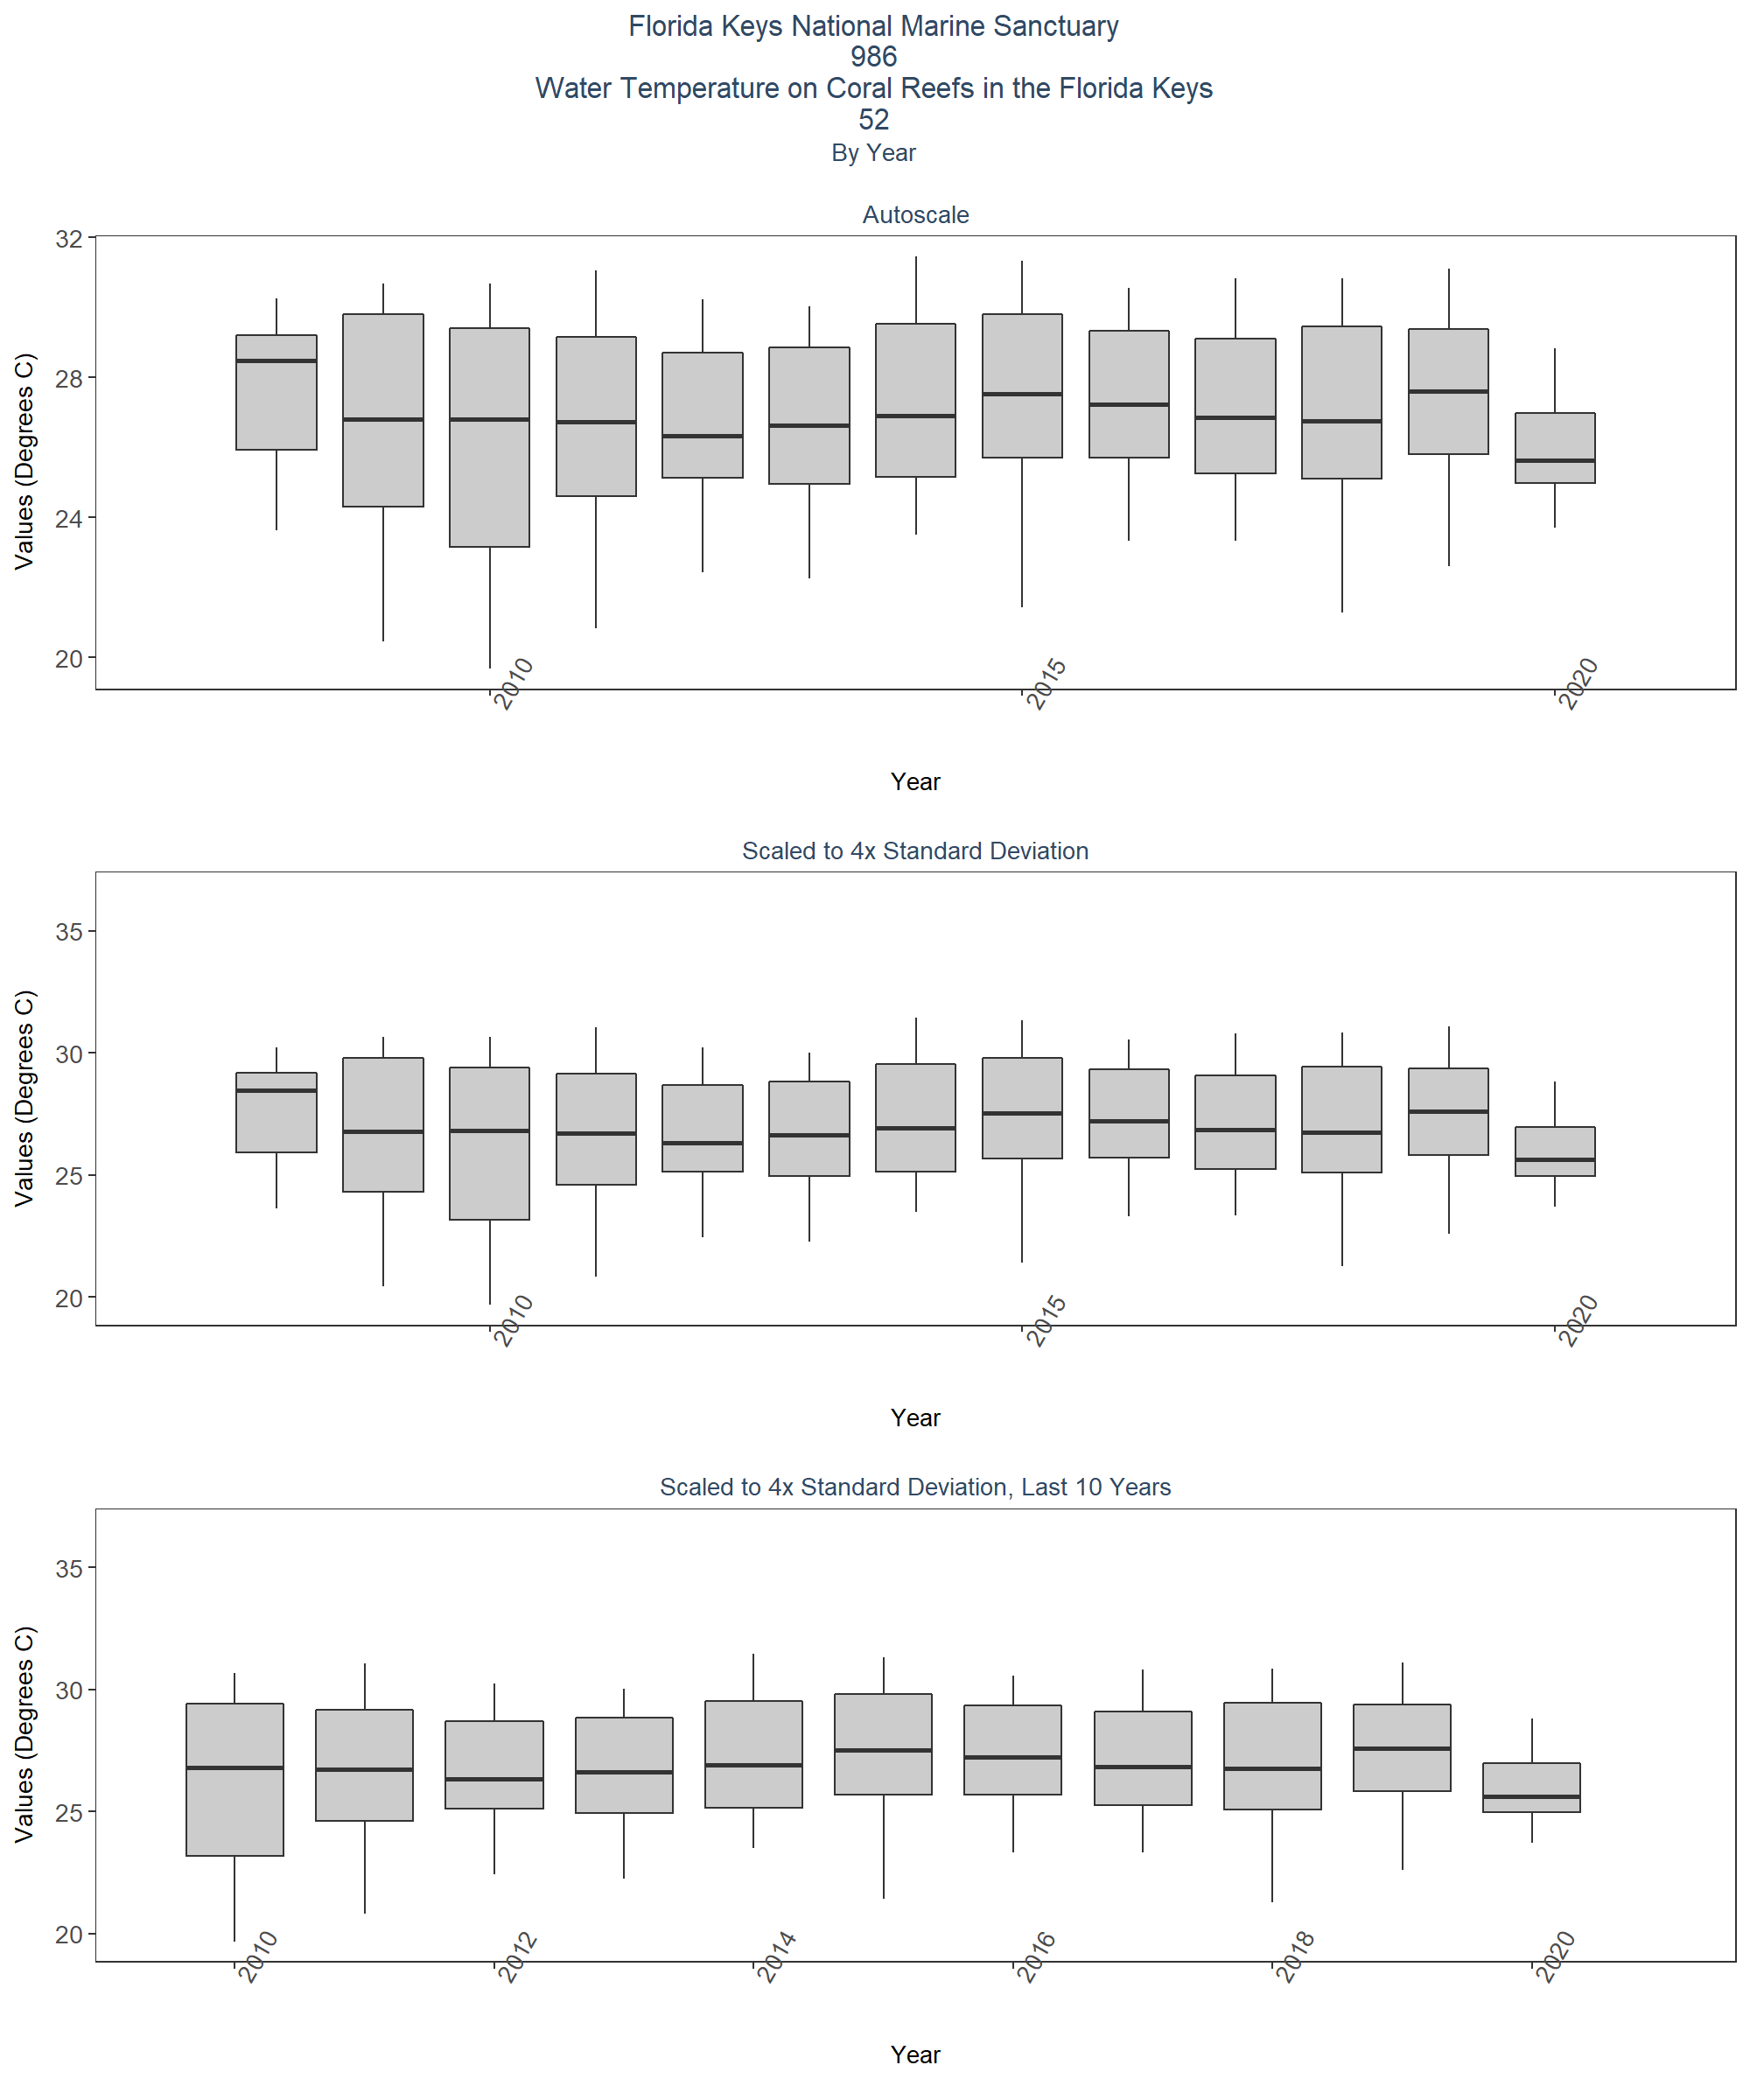 Florida Keys National Marine Sanctuary
986
Water Temperature on Coral Reefs in the Florida Keys
52
By Year
Autoscale
Values (Degrees C)
32
28
24
20
2010
2015
2020
Year
Scaled to 4x Standard Deviation
Values (Degrees C)
35
30
25
20
2010
2015
2020
Year
Scaled to 4x Standard Deviation, Last 10 Years
Values (Degrees C)
35
30
25
20
2010
2012
2014
2016
2018
2020
Year